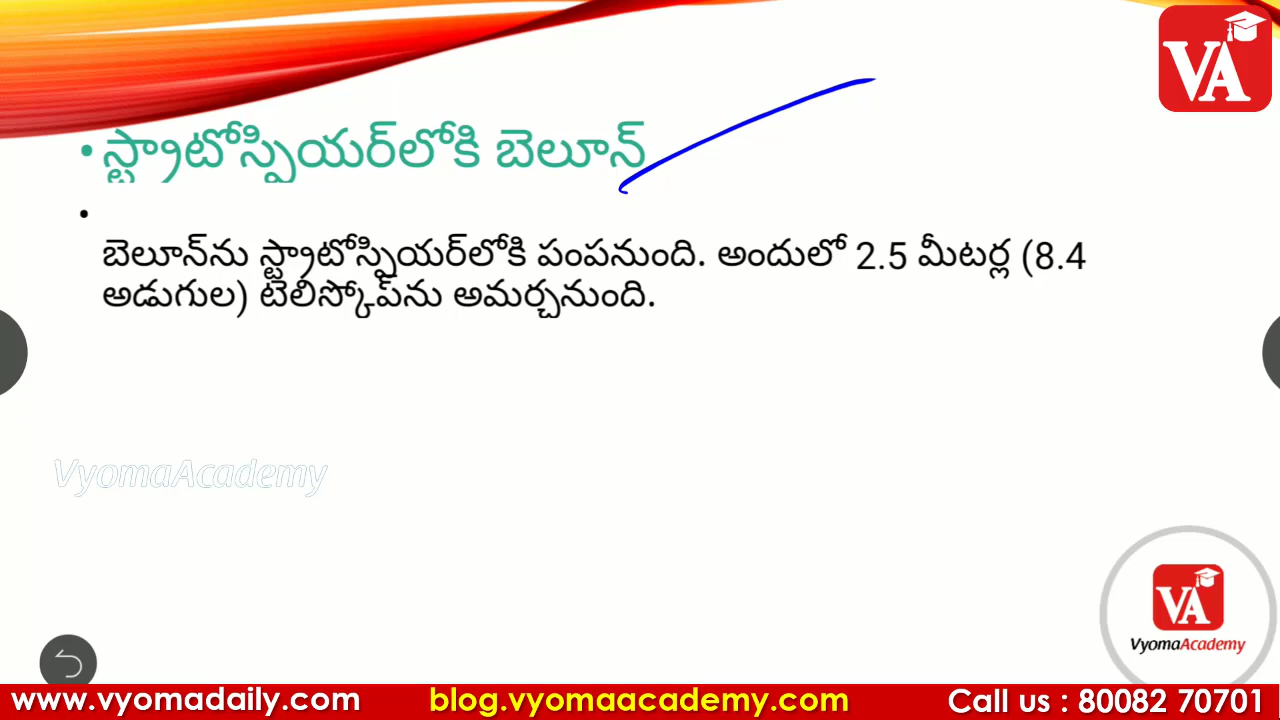 VA
• స్ట్రాటోస్పియర్‌లోకి బెలూన్
•
బెలూన్‌ను స్ట్రాటోస్పియర్‌లోకి పంపనుంది. అందులో 2.5 మీటర్ల (8.4
అడుగుల) టెలిస్కోప్‌ను అమర్చనుంది.
VyomaAcademy
VA
VyomaAcademy
www.vyomadaily.com blog.vyomaacademy.com Call us : 80082 70701